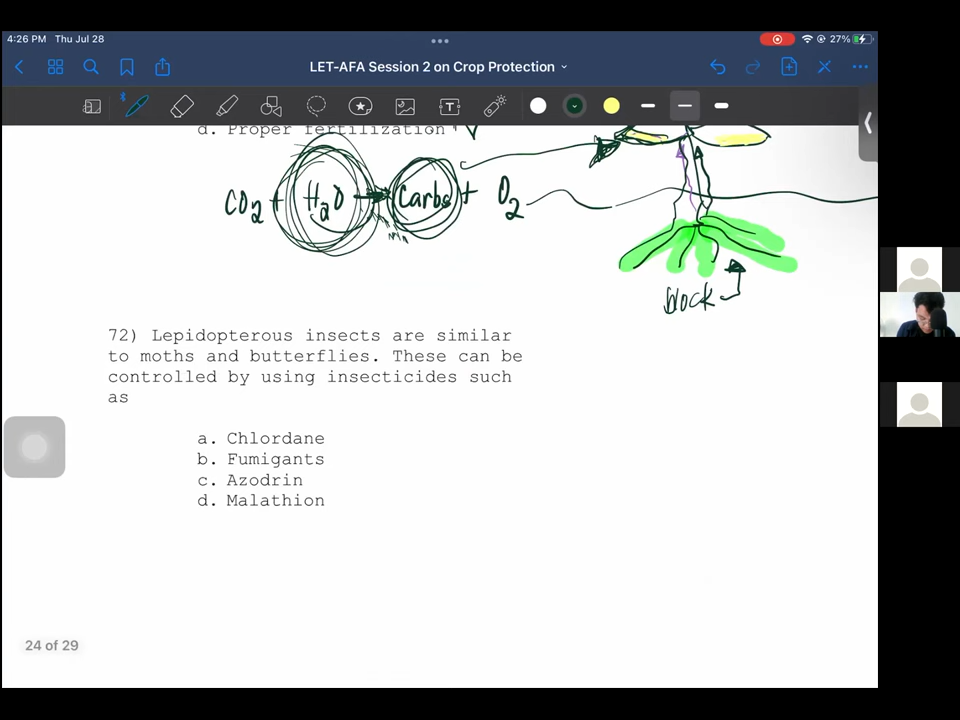 4:26 PM Thu Jul 28
27%
LET-AFA Session 2 on Crop Protection
d. Proper fertilization
CO2 + H2O → Carbs + O2
block
72) Lepidopterous insects are similar
to moths and butterflies. These can be
controlled by using insecticides such
as
a. Chlordane
b. Fumigants
c. Azodrin
d. Malathion
24 of 29